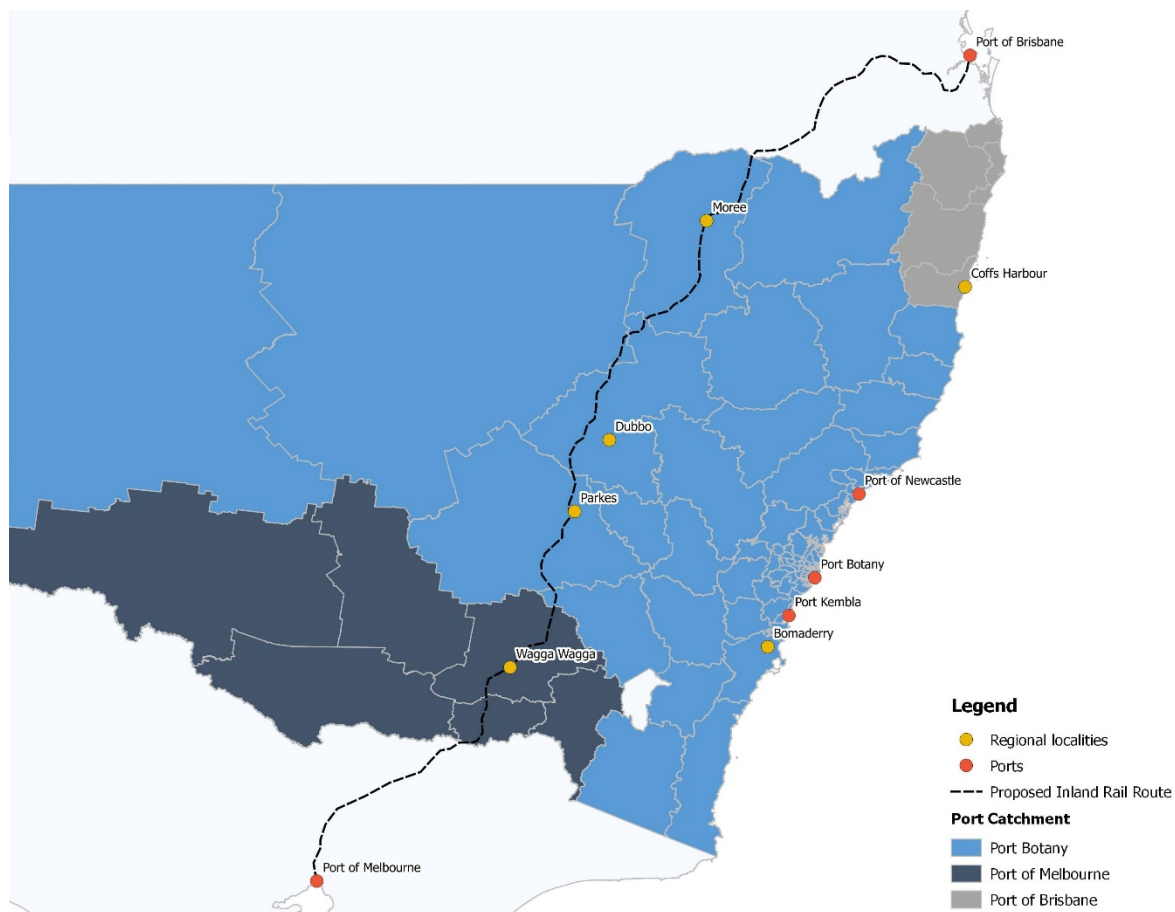 Port of Brisbane
Moree
Coffs Harbour
Dubbo
Port of Newcastle
Parkes
Port Botany
Port Kembla
Bomaderry
Wagga Wagga
Port of Melbourne
Legend
Regional localities
Ports
Proposed Inland Rail Route
Port Catchment
Port Botany
Port of Melbourne
Port of Brisbane